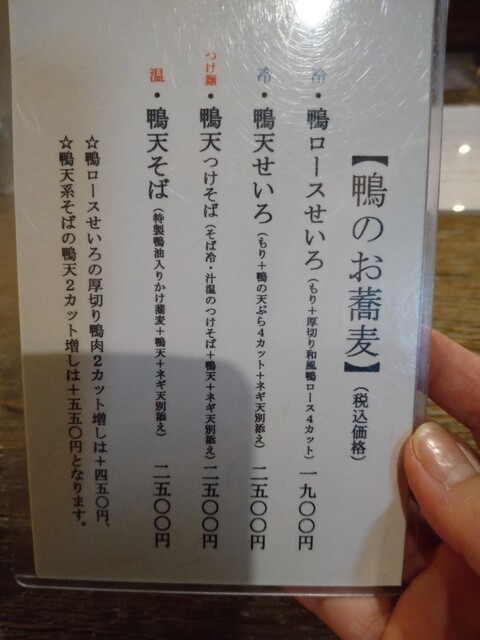 【鴨のお蕎麦】（税込価格）
冷・鴨ロースせいろ（もり＋厚切り和風鴨ロース４カット）一九〇〇円
冷・鴨天せいろ（もり＋鴨の天ぷら４カット＋ネギ天別添え）二五〇〇円
つけ麺・鴨天つけそば（そば冷・汁温のつけそば＋鴨天＋ネギ天別添え）二五〇〇円
温・鴨天そば（特製鴨油入りかけ蕎麦＋鴨天＋ネギ天別添え）二五〇〇円
☆鴨ロースせいろの厚切り鴨肉２カット増しは＋四五〇円、
☆鴨天系そばの鴨天２カット増しは＋五五〇円となります。